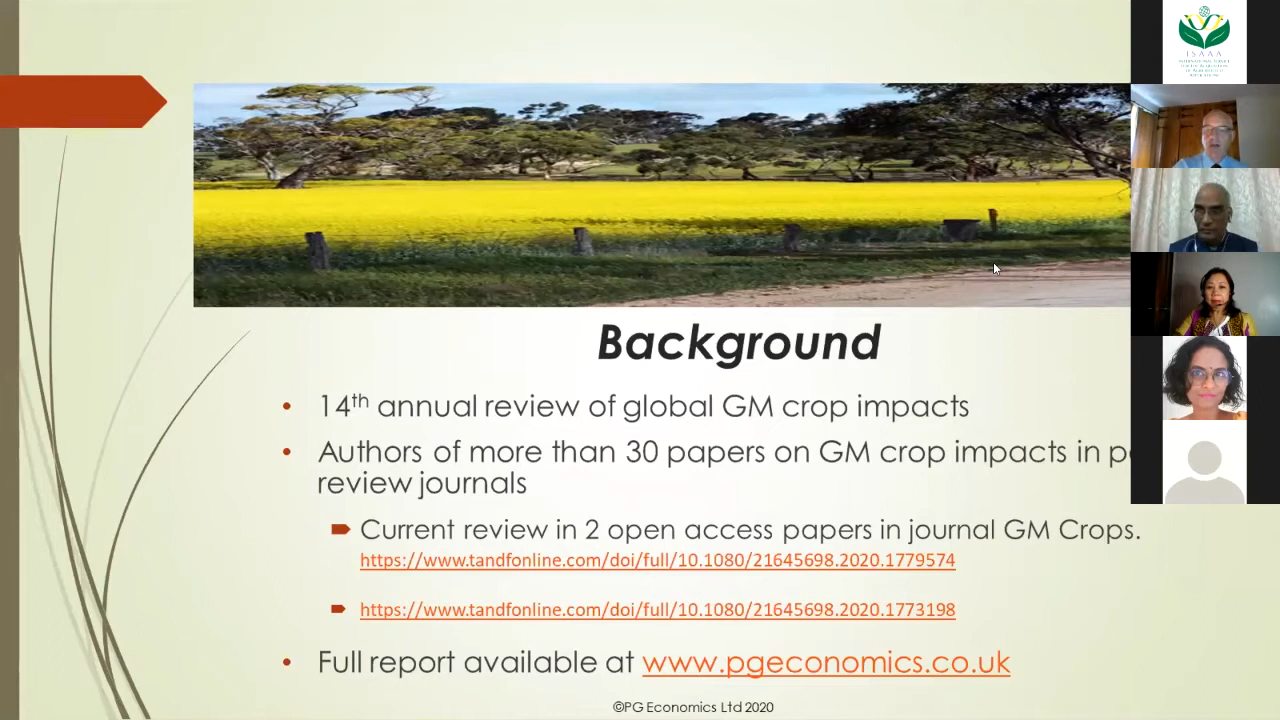 ISAAA
Background
14th annual review of global GM crop impacts
Authors of more than 30 papers on GM crop impacts in
review journals
Current review in 2 open access papers in journal GM Crops.
https://www.tandfonline.com/doi/full/10.1080/21645698.2020.1779574
https://www.tandfonline.com/doi/full/10.1080/21645698.2020.1773198
Full report available at www.pgeconomics.co.uk
©PG Economics Ltd 2020